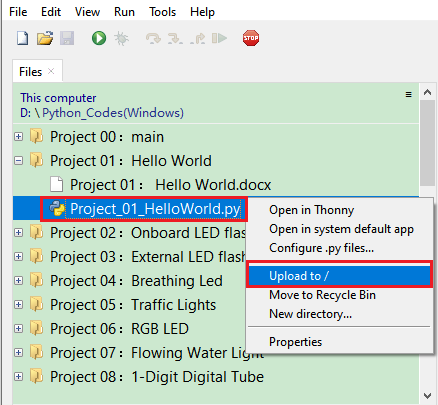 File Edit View Run Tools Help
STOP
Files ×
This computer
D: \ Python_Codes(Windows)
Project 00：main
Project 01：Hello World
Project 01： Hello World.docx
Project_01_HelloWorld.py
Open in Thonny
Project 02：Onboard LED flas
Open in system default app
Project 03：External LED flash
Configure .py files...
Project 04：Breathing Led
Upload to /
Project 05：Traffic Lights
Move to Recycle Bin
Project 06：RGB LED
New directory...
Project 07：Flowing Water Light
Properties
Project 08：1-Digit Digital Tube